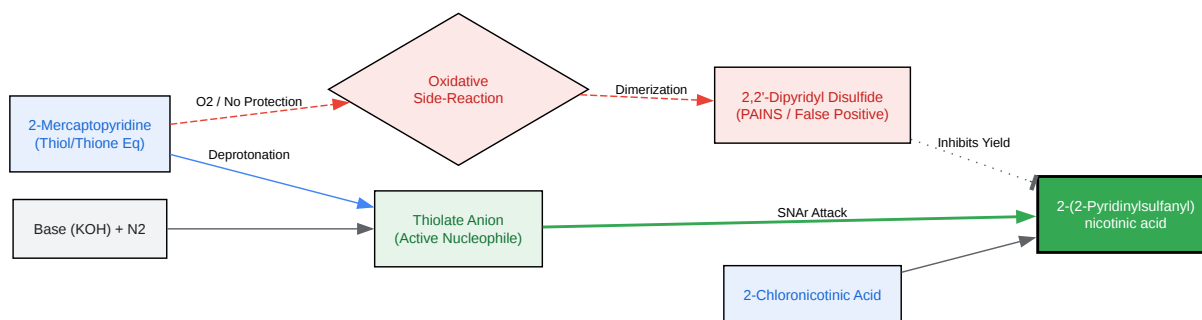 Oxidative
Side-Reaction
O2 / No Protection
Dimerization
2,2'-Dipyridyl Disulfide
(PAINS / False Positive)
2-Mercaptopyridine
(Thiol/Thione Eq)
Deprotonation
Inhibits Yield
Base (KOH) + N2
Thiolate Anion
(Active Nucleophile)
SNAr Attack
2-(2-Pyridinylsulfanyl)
nicotinic acid
2-Chloronicotinic Acid